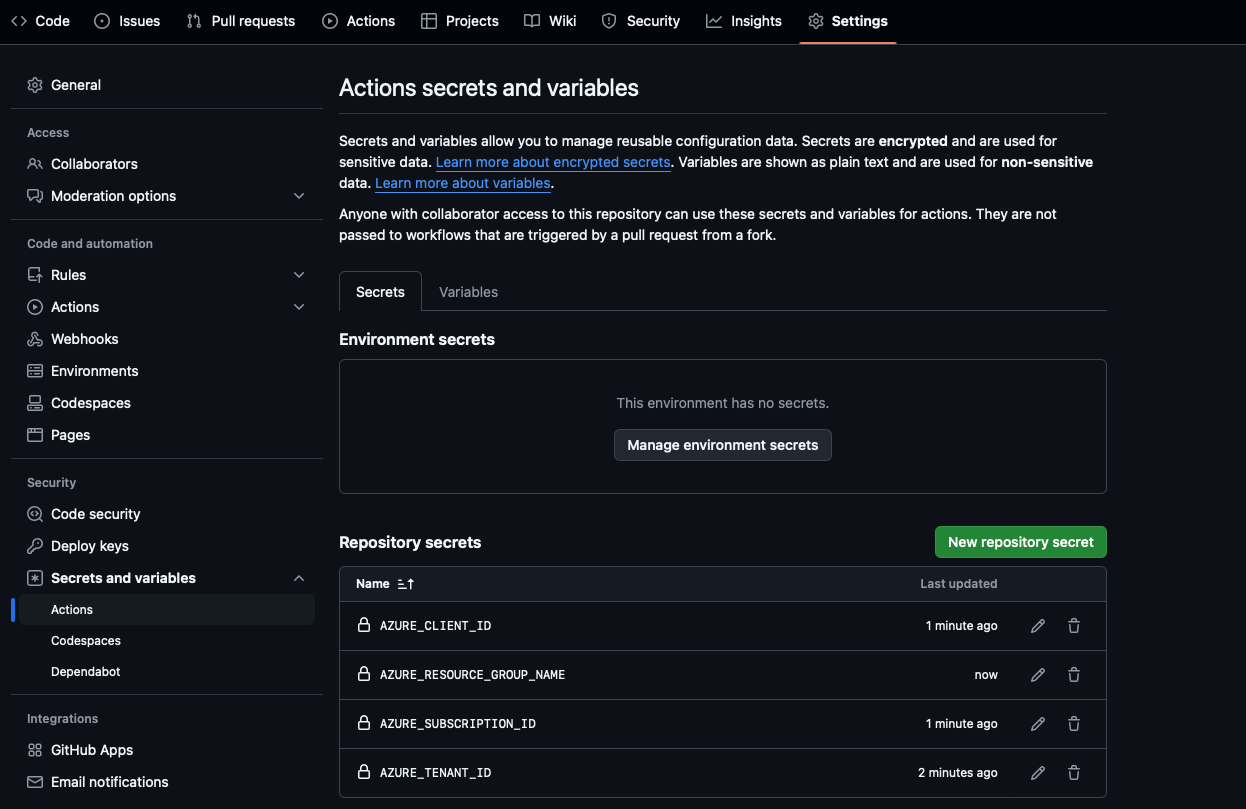 Code Issues Pull requests Actions Projects Wiki Security Insights Settings
General
Access
Collaborators
Moderation options
Code and automation
Rules
Actions
Webhooks
Environments
Codespaces
Pages
Security
Code security
Deploy keys
Secrets and variables
Actions
Codespaces
Dependabot
Integrations
GitHub Apps
Email notifications
Actions secrets and variables
Secrets and variables allow you to manage reusable configuration data. Secrets are encrypted and are used for
sensitive data. Learn more about encrypted secrets. Variables are shown as plain text and are used for non-sensitive
data. Learn more about variables.
Anyone with collaborator access to this repository can use these secrets and variables for actions. They are not
passed to workflows that are triggered by a pull request from a fork.
Secrets Variables
Environment secrets
This environment has no secrets.
Manage environment secrets
Repository secrets New repository secret
Name Last updated
AZURE_CLIENT_ID 1 minute ago
AZURE_RESOURCE_GROUP_NAME now
AZURE_SUBSCRIPTION_ID 1 minute ago
AZURE_TENANT_ID 2 minutes ago